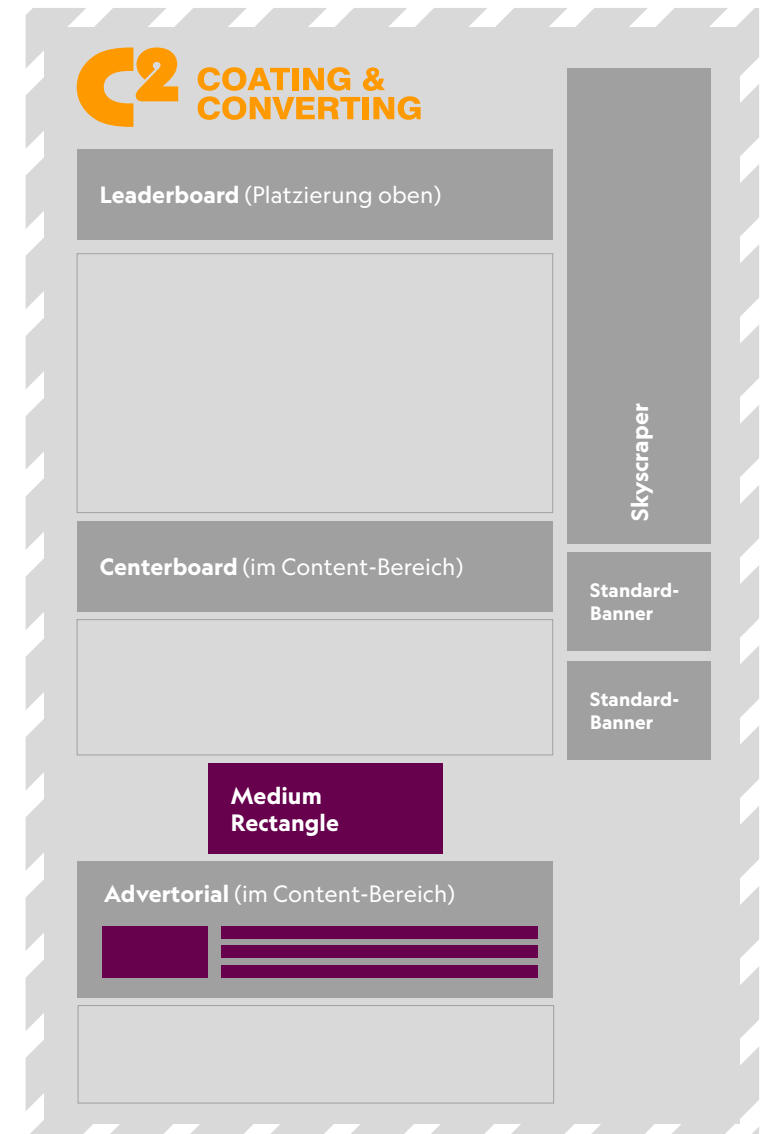 C2 COATING &
CONVERTING
Leaderboard (Platzierung oben)
Skyscraper
Centerboard (im Content-Bereich)
Standard-
Banner
Standard-
Banner
Medium
Rectangle
Advertorial (im Content-Bereich)